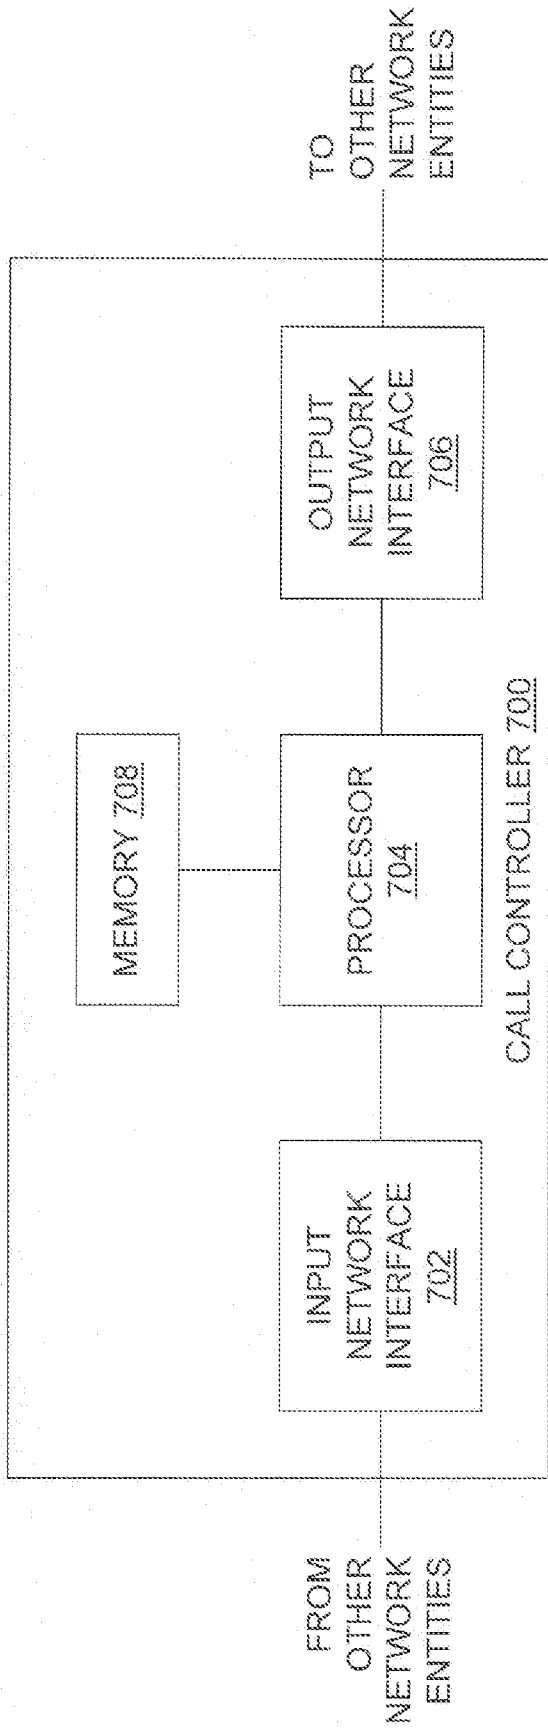 MEMORY 708
FROM
OTHER
NETWORK
ENTITIES
INPUT
NETWORK
INTERFACE
702
PROCESSOR
704
OUTPUT
NETWORK
INTERFACE
706
TO
OTHER
NETWORK
ENTITIES
CALL CONTROLLER 700